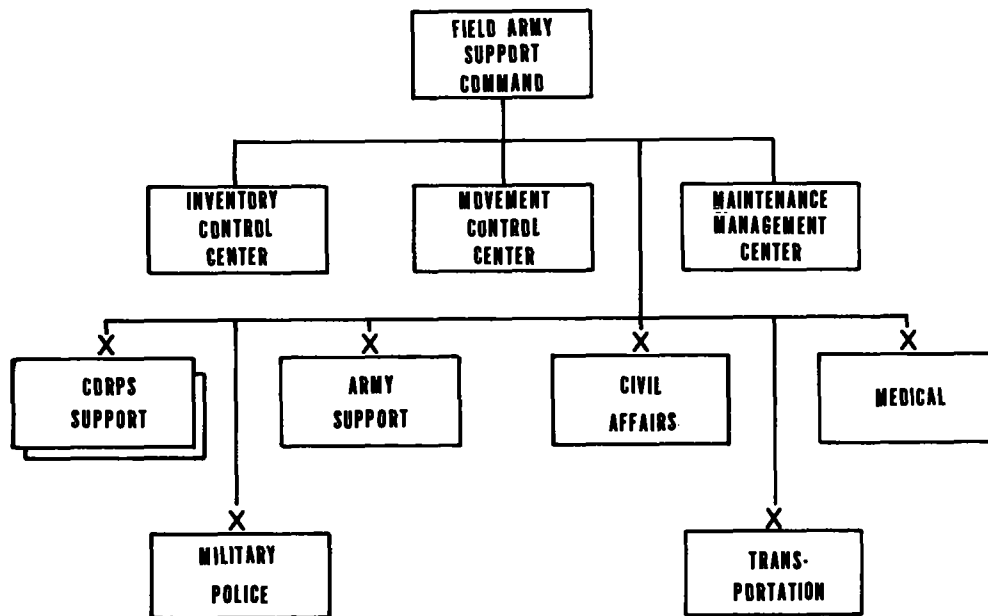 FIELD ARMY
SUPPORT
COMMAND
INVENTORY
CONTROL
CENTER
MOVEMENT
CONTROL
CENTER
MAINTENANCE
MANAGEMENT
CENTER
X
X
X
X
CORPS
SUPPORT
ARMY
SUPPORT
CIVIL
AFFAIRS
MEDICAL
X
X
MILITARY
POLICE
TRANS-
PORTATION